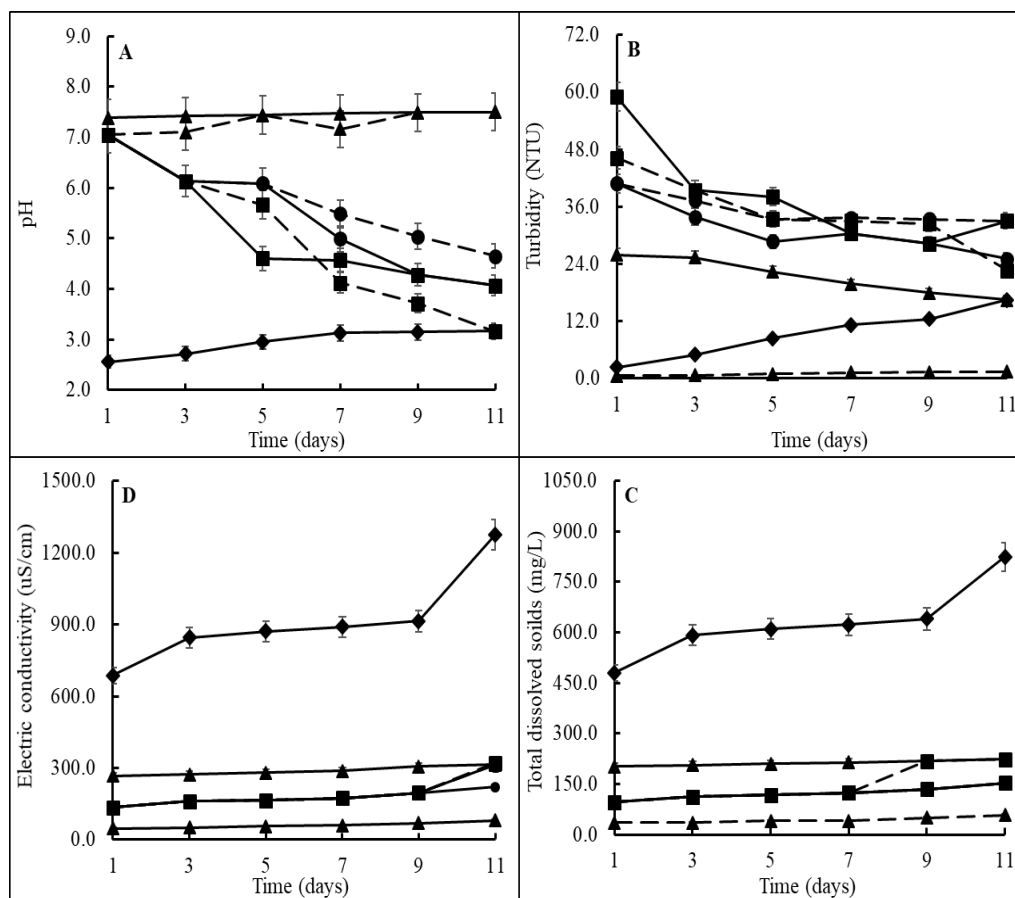 A
pH
9.0
8.0
7.0
6.0
5.0
4.0
3.0
2.0
1 3 5 7 9 11
Time (days)
B
Turbidity (NTU)
72.0
60.0
48.0
36.0
24.0
12.0
0.0
1 3 5 7 9 11
Time (days)
D
Electric conductivity (uS/cm)
1500.0
1200.0
900.0
600.0
300.0
0.0
1 3 5 7 9 11
Time (days)
C
Total dissolved soilds (mg/L)
1050.0
900.0
750.0
600.0
450.0
300.0
150.0
0.0
1 3 5 7 9 11
Time (days)